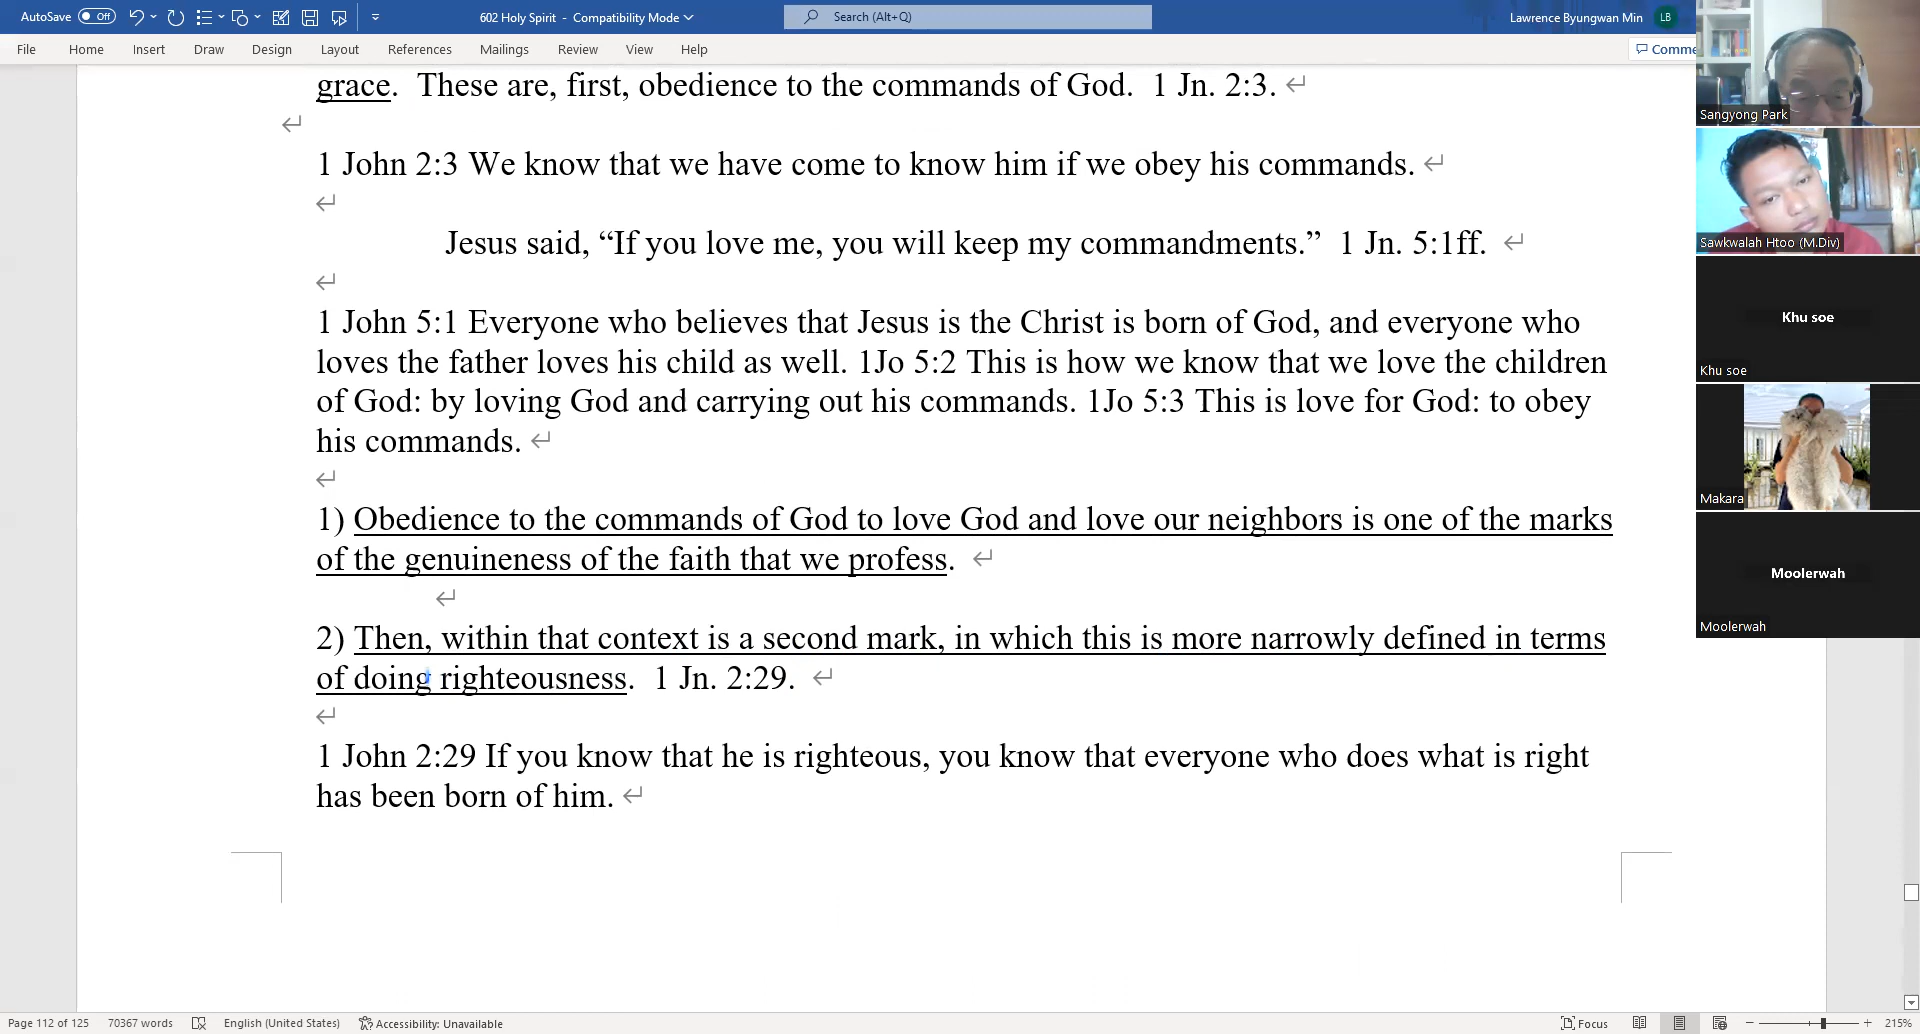 AutoSave Off 602 Holy Spirit - Compatibility Mode Search (Alt+Q) Lawrence Byungwan Min LB
File Home Insert Draw Design Layout References Mailings Review View Help Comme
grace.  These are, first, obedience to the commands of God.  1 Jn. 2:3.
1 John 2:3 We know that we have come to know him if we obey his commands.
Jesus said, “If you love me, you will keep my commandments.”  1 Jn. 5:1ff.
1 John 5:1 Everyone who believes that Jesus is the Christ is born of God, and everyone who
loves the father loves his child as well. 1Jo 5:2 This is how we know that we love the children
of God: by loving God and carrying out his commands. 1Jo 5:3 This is love for God: to obey
his commands.
1) Obedience to the commands of God to love God and love our neighbors is one of the marks
of the genuineness of the faith that we profess.
2) Then, within that context is a second mark, in which this is more narrowly defined in terms
of doing righteousness.  1 Jn. 2:29.
1 John 2:29 If you know that he is righteous, you know that everyone who does what is right
has been born of him.
Sangyong Park
Sawkwalah Htoo (M.Div)
Khu soe
Khu soe
Makara
Moolerwah
Moolerwah
Page 112 of 125 70367 words English (United States) Accessibility: Unavailable Focus 215%